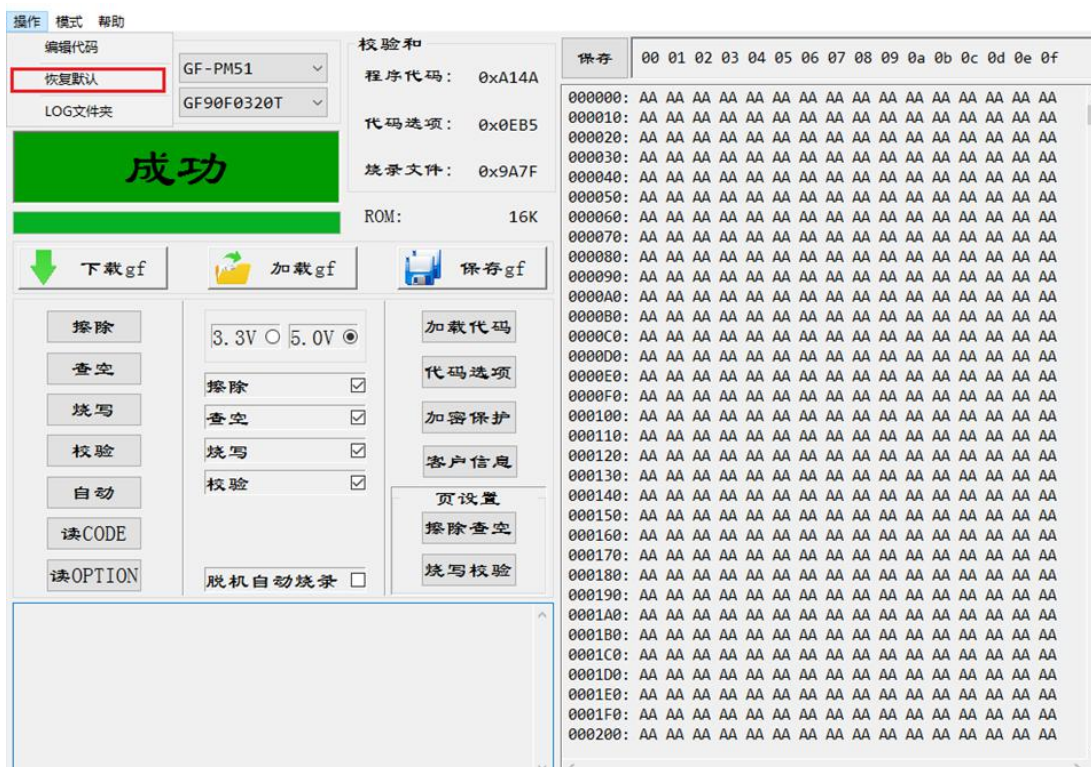 操作 模式 帮助
编辑代码
恢复默认
LOG文件夹
GF-PM51
GF90F0320T
校验和
程序代码: 0xA14A
代码选项: 0x0EB5
烧录文件: 0x9A7F
ROM: 16K
成功
下载gf
加载gf
保存gf
擦除
查空
烧写
校验
自动
读CODE
读OPTION
3.3V 5.0V
擦除
查空
烧写
校验
脱机自动烧录
加载代码
代码选项
加密保护
客户信息
页设置
擦除查空
烧写校验
保存 00 01 02 03 04 05 06 07 08 09 0a 0b 0c 0d 0e 0f
000000: AA AA AA AA AA AA AA AA AA AA AA AA AA AA AA AA
000010: AA AA AA AA AA AA AA AA AA AA AA AA AA AA AA AA
000020: AA AA AA AA AA AA AA AA AA AA AA AA AA AA AA AA
000030: AA AA AA AA AA AA AA AA AA AA AA AA AA AA AA AA
000040: AA AA AA AA AA AA AA AA AA AA AA AA AA AA AA AA
000050: AA AA AA AA AA AA AA AA AA AA AA AA AA AA AA AA
000060: AA AA AA AA AA AA AA AA AA AA AA AA AA AA AA AA
000070: AA AA AA AA AA AA AA AA AA AA AA AA AA AA AA AA
000080: AA AA AA AA AA AA AA AA AA AA AA AA AA AA AA AA
000090: AA AA AA AA AA AA AA AA AA AA AA AA AA AA AA AA
0000A0: AA AA AA AA AA AA AA AA AA AA AA AA AA AA AA AA
0000B0: AA AA AA AA AA AA AA AA AA AA AA AA AA AA AA AA
0000C0: AA AA AA AA AA AA AA AA AA AA AA AA AA AA AA AA
0000D0: AA AA AA AA AA AA AA AA AA AA AA AA AA AA AA AA
0000E0: AA AA AA AA AA AA AA AA AA AA AA AA AA AA AA AA
0000F0: AA AA AA AA AA AA AA AA AA AA AA AA AA AA AA AA
000100: AA AA AA AA AA AA AA AA AA AA AA AA AA AA AA AA
000110: AA AA AA AA AA AA AA AA AA AA AA AA AA AA AA AA
000120: AA AA AA AA AA AA AA AA AA AA AA AA AA AA AA AA
000130: AA AA AA AA AA AA AA AA AA AA AA AA AA AA AA AA
000140: AA AA AA AA AA AA AA AA AA AA AA AA AA AA AA AA
000150: AA AA AA AA AA AA AA AA AA AA AA AA AA AA AA AA
000160: AA AA AA AA AA AA AA AA AA AA AA AA AA AA AA AA
000170: AA AA AA AA AA AA AA AA AA AA AA AA AA AA AA AA
000180: AA AA AA AA AA AA AA AA AA AA AA AA AA AA AA AA
000190: AA AA AA AA AA AA AA AA AA AA AA AA AA AA AA AA
0001A0: AA AA AA AA AA AA AA AA AA AA AA AA AA AA AA AA
0001B0: AA AA AA AA AA AA AA AA AA AA AA AA AA AA AA AA
0001C0: AA AA AA AA AA AA AA AA AA AA AA AA AA AA AA AA
0001D0: AA AA AA AA AA AA AA AA AA AA AA AA AA AA AA AA
0001E0: AA AA AA AA AA AA AA AA AA AA AA AA AA AA AA AA
0001F0: AA AA AA AA AA AA AA AA AA AA AA AA AA AA AA AA
000200: AA AA AA AA AA AA AA AA AA AA AA AA AA AA AA AA